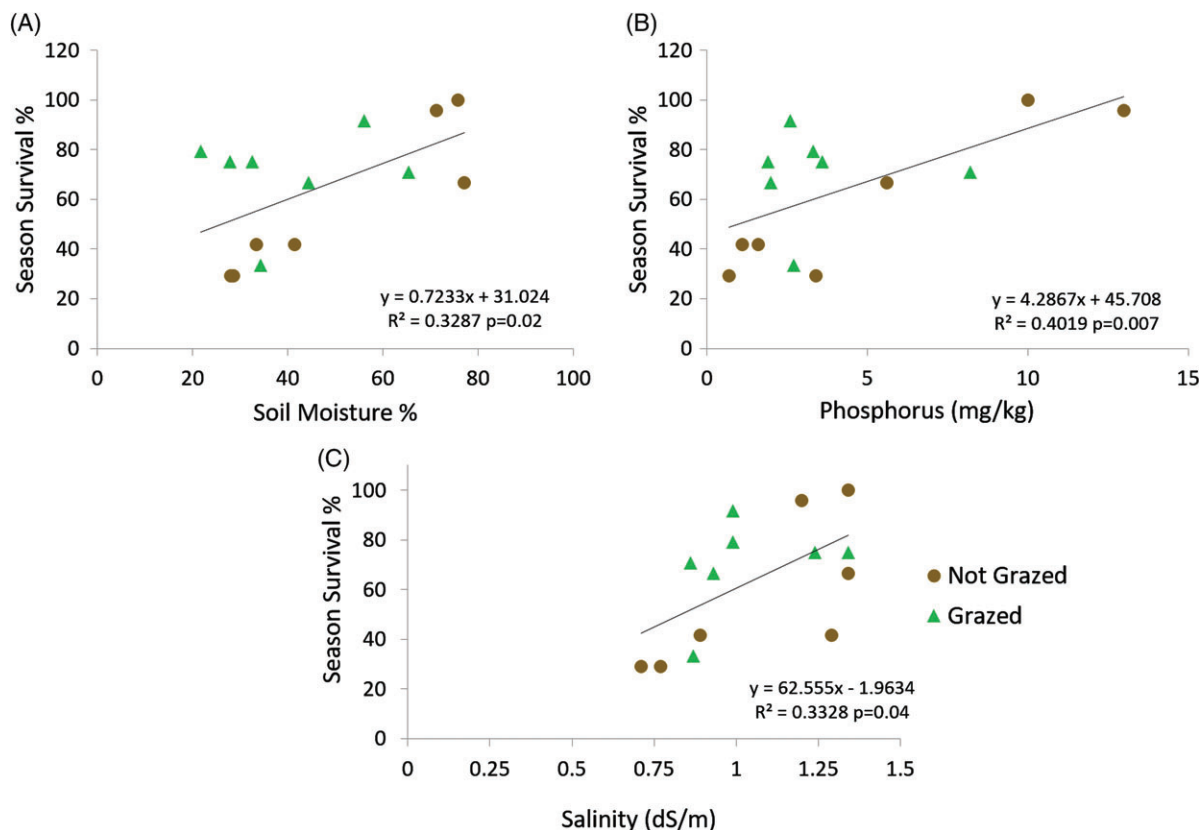 (A)
120
100
80
60
40
20
0
Season Survival %
y = 0.7233x + 31.024
R² = 0.3287 p=0.02
0 20 40 60 80 100
Soil Moisture %
(B)
120
100
80
60
40
20
0
Season Survival %
y = 4.2867x + 45.708
R² = 0.4019 p=0.007
0 5 10 15
Phosphorus (mg/kg)
(C)
100
80
60
40
20
0
Season Survival %
y = 62.555x - 1.9634
R² = 0.3328 p=0.04
0 0.25 0.5 0.75 1 1.25 1.5
Salinity (dS/m)
Not Grazed
Grazed